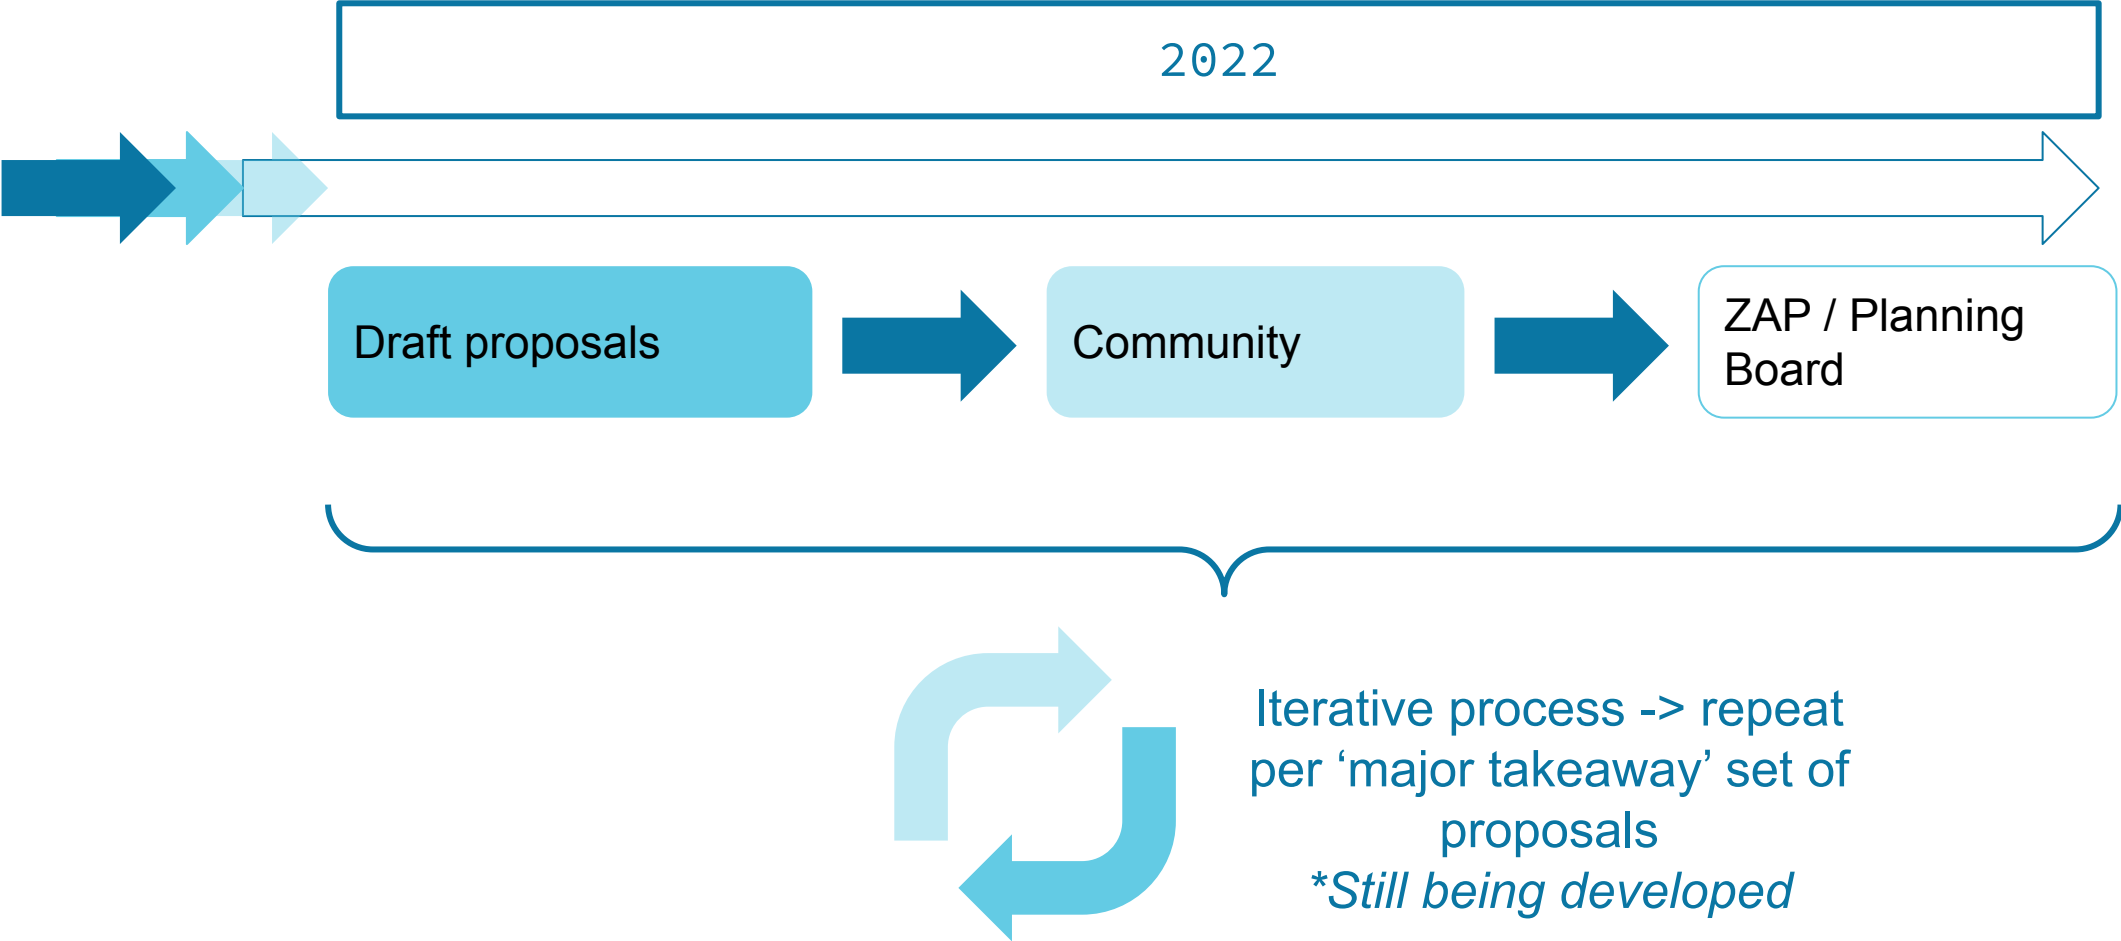 2022
Draft proposals
Community
ZAP / Planning
Board
Iterative process -> repeat
per ‘major takeaway’ set of
proposals
*Still being developed